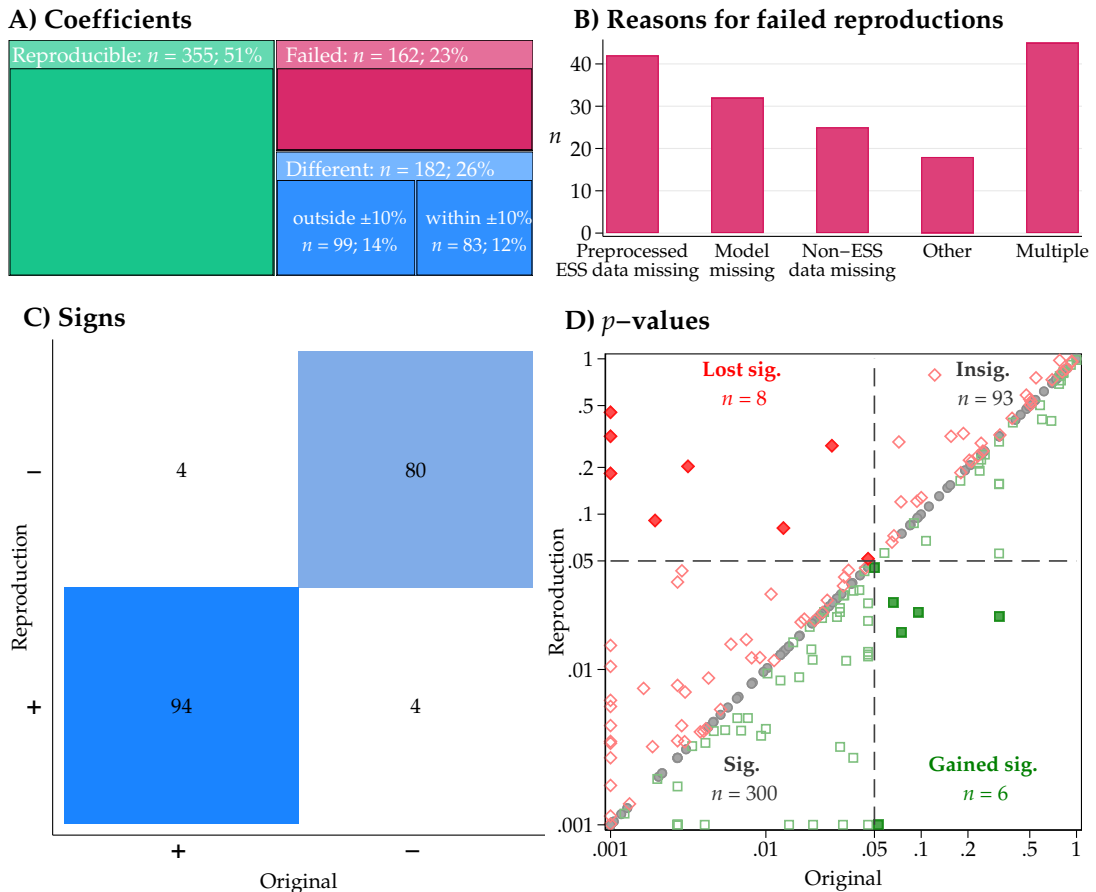 A) Coefficients
Reproducible: n = 355; 51%
Failed: n = 162; 23%
Different: n = 182; 26%
outside ±10%
n = 99; 14%
within ±10%
n = 83; 12%
B) Reasons for failed reproductions
n
40
30
20
10
0
Preprocessed
ESS data missing
Model
missing
Non−ESS
data missing
Other
Multiple
C) Signs
Reproduction
−
+
4
80
94
4
+
−
Original
D) p−values
Reproduction
1
.5
.2
.1
.05
.01
.001
Lost sig.
n = 8
Insig.
n = 93
Sig.
n = 300
Gained sig.
n = 6
.001
.01
.05
.1
.2
.5
1
Original